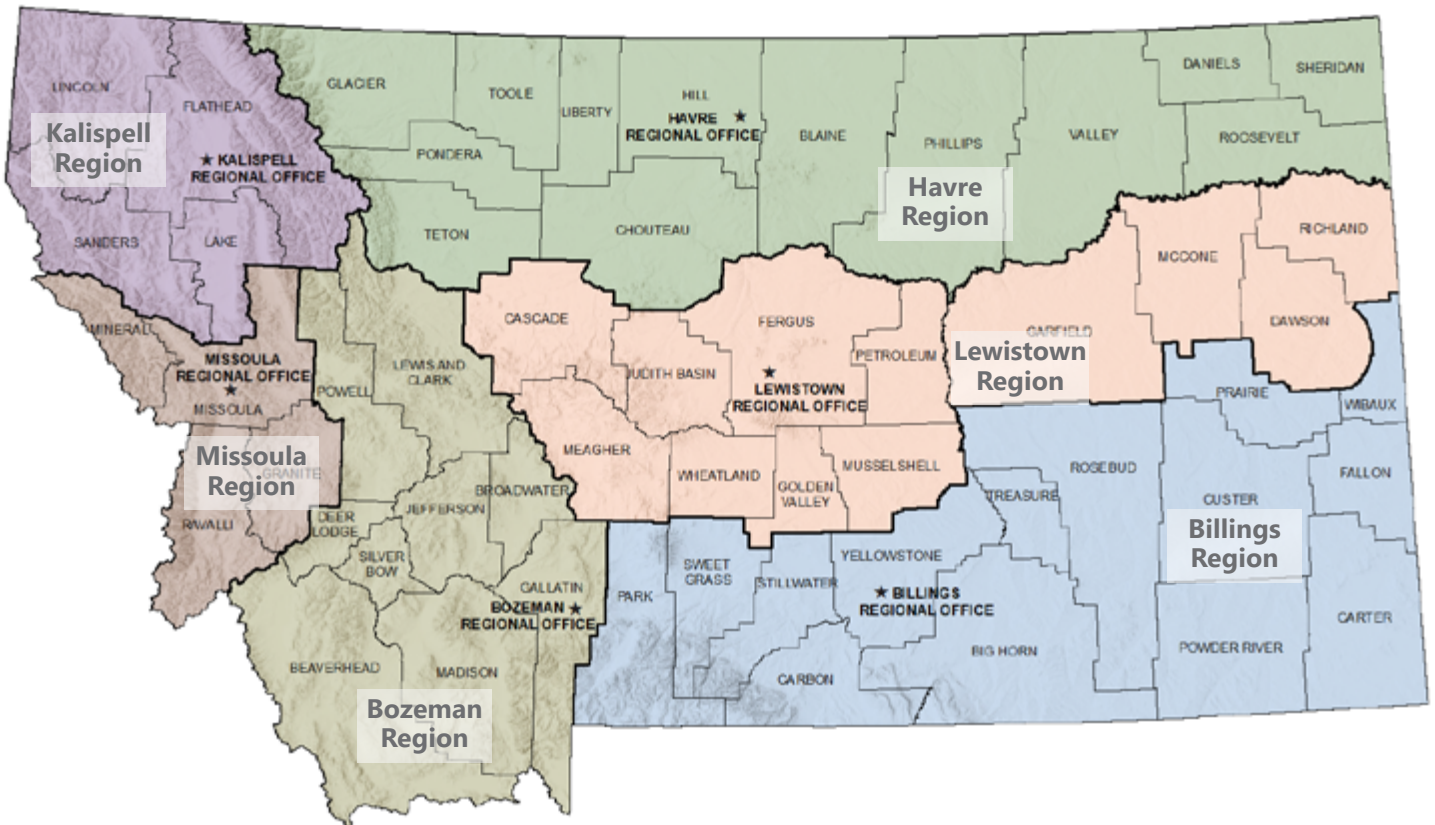 LINCOLN
FLATHEAD
Kalispell
Region
KALISPELL
REGIONAL OFFICE
SANDERS
LAKE
GLACIER
TOOLE
LIBERTY
HILL
HAVRE
REGIONAL OFFICE
BLAINE
PHILLIPS
VALLEY
DANIELS
SHERIDAN
ROOSEVELT
PONDERA
TETON
CHOUTEAU
Havre
Region
MINERAL
MISSOULA
REGIONAL OFFICE
MISSOULA
Missoula
Region
GRANITE
RAVALLI
POWELL
LEWIS AND
CLARK
DEER
LODGE
JEFFERSON
BROADWATER
SILVER
BOW
GALLATIN
BOZEMAN
REGIONAL OFFICE
BEAVERHEAD
MADISON
Bozeman
Region
CASCADE
JUDITH BASIN
FERGUS
PETROLEUM
LEWISTOWN
REGIONAL OFFICE
MEAGHER
WHEATLAND
GOLDEN
VALLEY
MUSSELSHELL
GARFIELD
Lewistown
Region
MCCONE
RICHLAND
DAWSON
PRAIRIE
WIBAUX
ROSEBUD
TREASURE
CUSTER
FALLON
Billings
Region
PARK
SWEET
GRASS
STILLWATER
YELLOWSTONE
BILLINGS
REGIONAL OFFICE
CARBON
BIG HORN
POWDER RIVER
CARTER